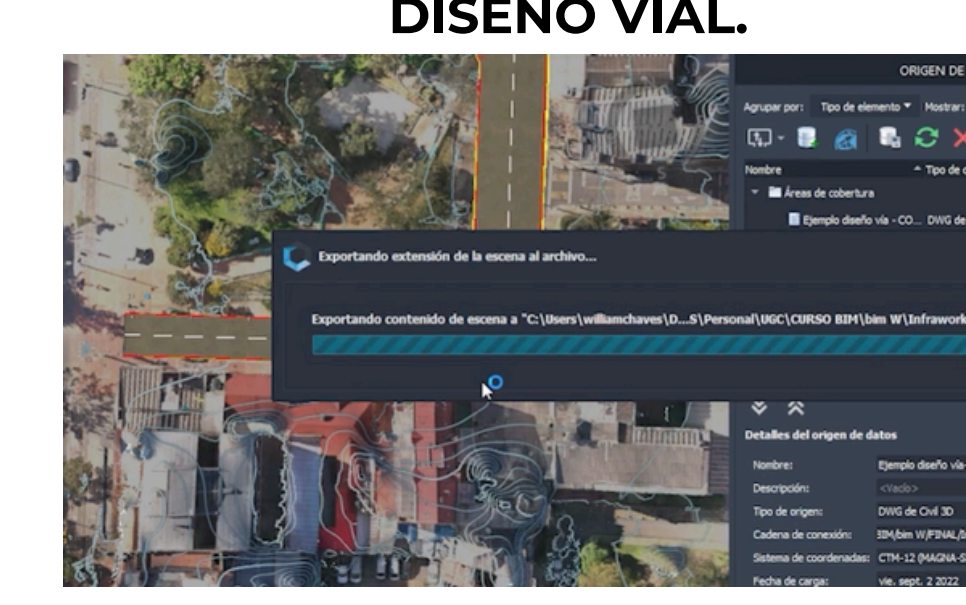 DISEÑO VIAL.
ORIGEN DE
Agrupar por: Tipo de elemento Mostrar:
Nombre Tipo de
Áreas de cobertura
Ejemplo diseño vía - CO... DWG de
Exportando extensión de la escena al archivo...
Exportando contenido de escena a "C:\Users\williamchaves\D...S\Personal\UGC\CURSO BIM\bim W\Infrawork
Detalles del origen de datos
Nombre: Ejemplo diseño vía-
Descripción: <Vacío>
Tipo de origen: DWG de Civil 3D
Cadena de conexión: BIM/bim W/FINAL/
Sistema de coordenadas: CTM-12 (MAGNA-S
Fecha de carga: vie. sept. 2 2022